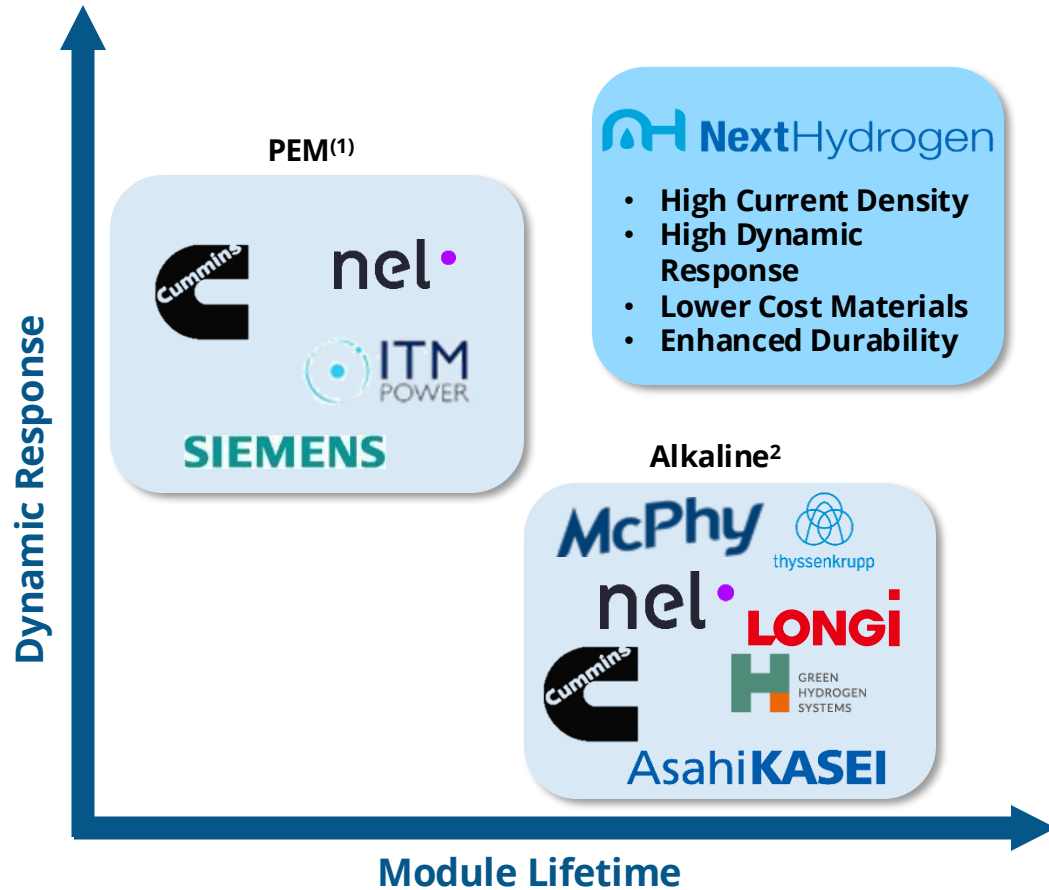 Dynamic Response
PEM(1)
Cummins
nel
ITM
POWER
SIEMENS
NextHydrogen
• High Current Density
• High Dynamic
Response
• Lower Cost Materials
• Enhanced Durability
Alkaline²
McPhy
thyssenkrupp
nel
LONGi
Cummins
GREEN
HYDROGEN
SYSTEMS
AsahiKASEI
Module Lifetime